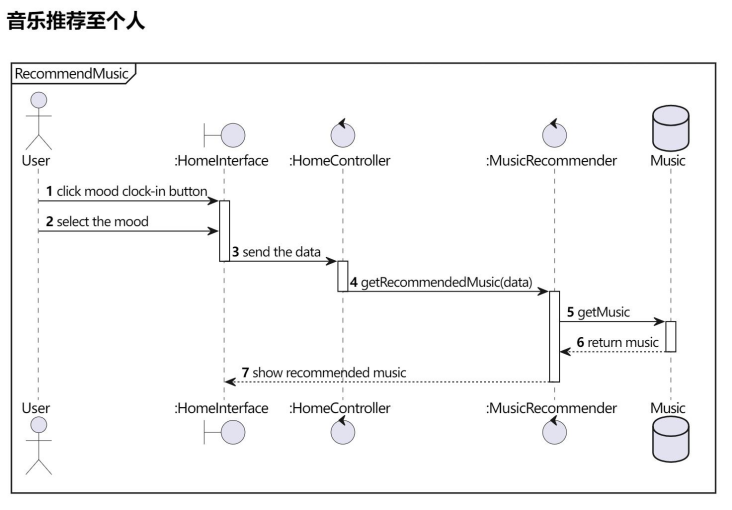 音乐推荐至个人
RecommendMusic
User :HomeInterface :HomeController :MusicRecommender Music
1 click mood clock-in button
2 select the mood
3 send the data
4 getRecommendedMusic(data)
5 getMusic
6 return music
7 show recommended music
User :HomeInterface :HomeController :MusicRecommender Music